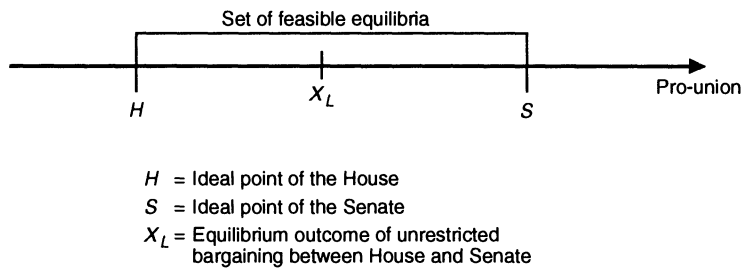 Set of feasible equilibria
Pro-union
H
X_L
S
H = Ideal point of the House
S = Ideal point of the Senate
X_L = Equilibrium outcome of unrestricted
bargaining between House and Senate